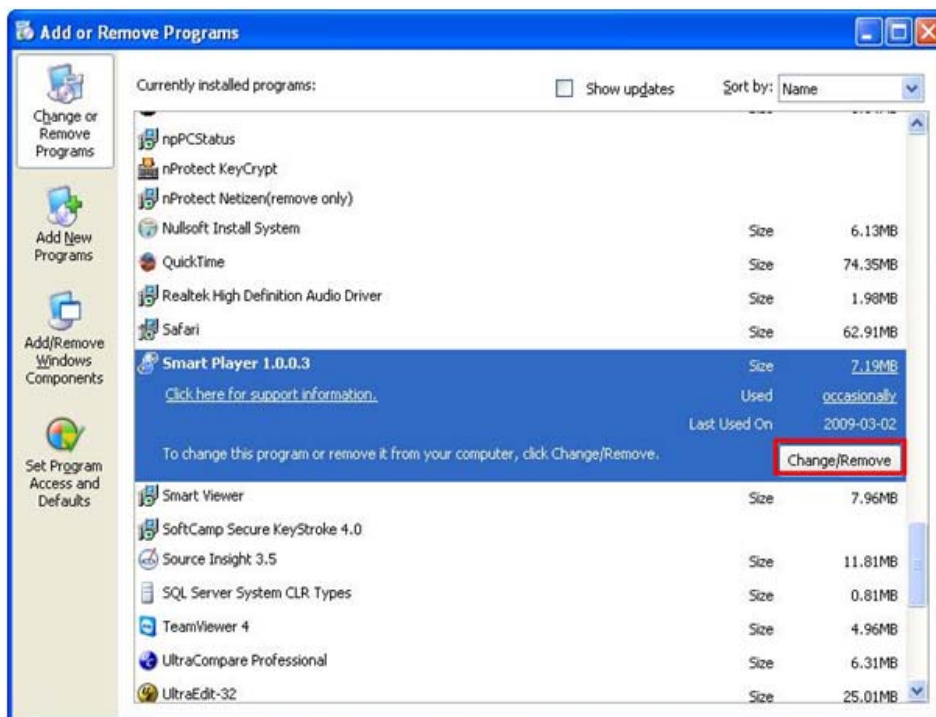 Add or Remove Programs
Change or
Remove
Programs
Add New
Programs
Add/Remove
Windows
Components
Set Program
Access and
Defaults
Currently installed programs:
Show updates
Sort by: Name
npPCStatus
nProtect KeyCrypt
nProtect Netizen(remove only)
Nullsoft Install System Size 6.13MB
QuickTime Size 74.35MB
Realtek High Definition Audio Driver Size 1.98MB
Safari Size 62.91MB
Smart Player 1.0.0.3 Size 7.19MB
Click here for support information. Used occasionally
Last Used On 2009-03-02
To change this program or remove it from your computer, click Change/Remove. Change/Remove
Smart Viewer Size 7.96MB
SoftCamp Secure KeyStroke 4.0
Source Insight 3.5 Size 11.81MB
SQL Server System CLR Types Size 0.81MB
TeamViewer 4 Size 4.96MB
UltraCompare Professional Size 6.31MB
UltraEdit-32 Size 25.01MB